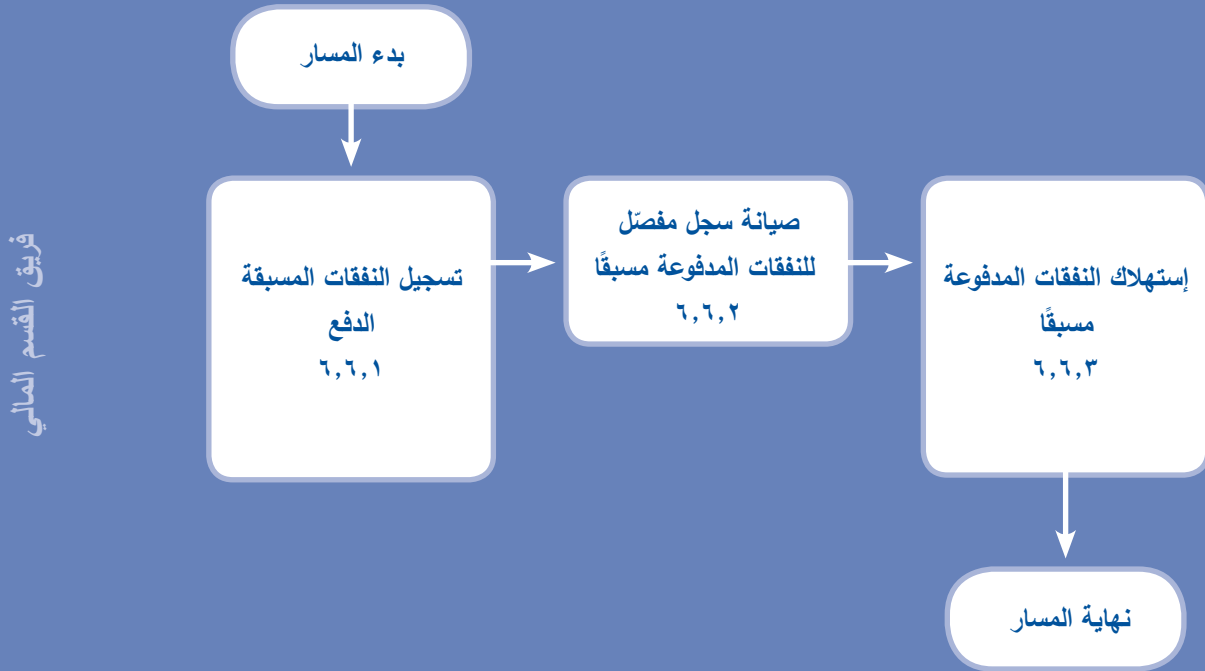 بدء المسار
تسجيل النفقات المسبقة
الدفع
٦,٦,١
صيانة سجل مفصّل
للنفقات المدفوعة مسبقًا
٦,٦,٢
إستهلاك النفقات المدفوعة
مسبقًا
٦,٦,٣
نهاية المسار
فريق القسم المالي